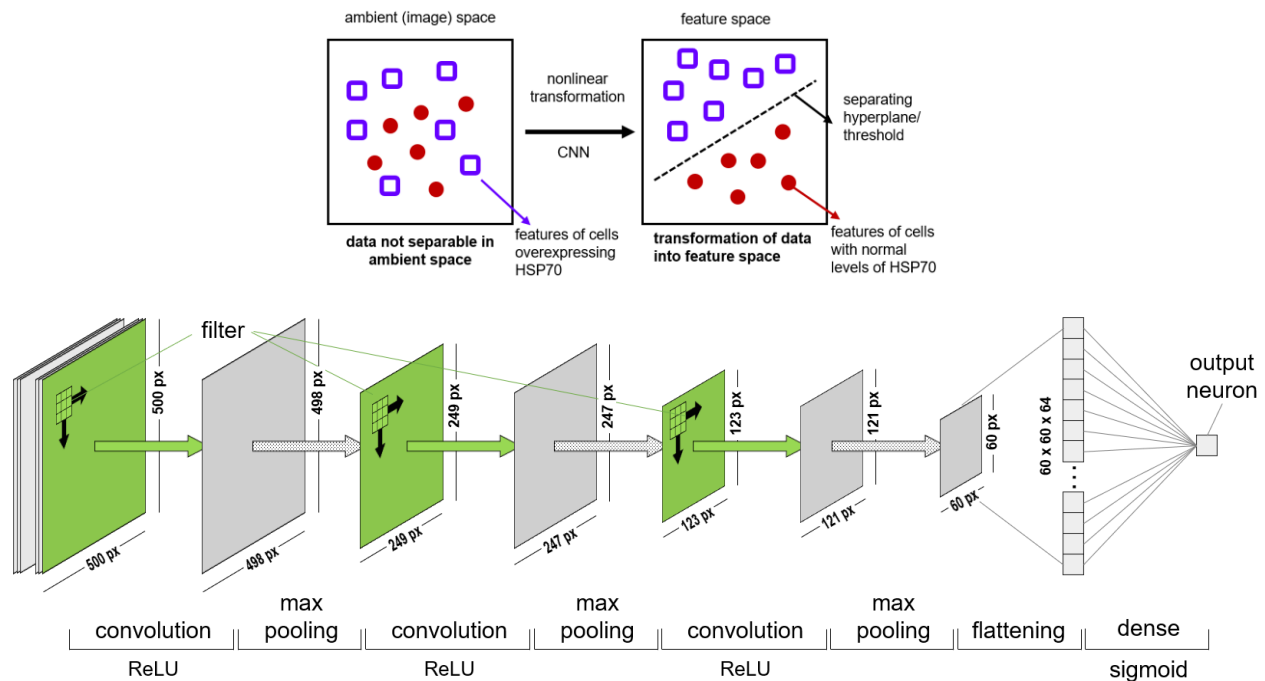 ambient (image) space
feature space
nonlinear
transformation
CNN
separating
hyperplane/
threshold
data not separable in
ambient space
features of cells
overexpressing
HSP70
transformation of data
into feature space
features of cells
with normal
levels of HSP70
filter
500 px
500 px
498 px
498 px
249 px
249 px
247 px
247 px
123 px
123 px
121 px
121 px
60 px
60 px
60 x 60 x 64
output
neuron
convolution
ReLU
max
pooling
convolution
ReLU
max
pooling
convolution
ReLU
max
pooling
flattening
dense
sigmoid